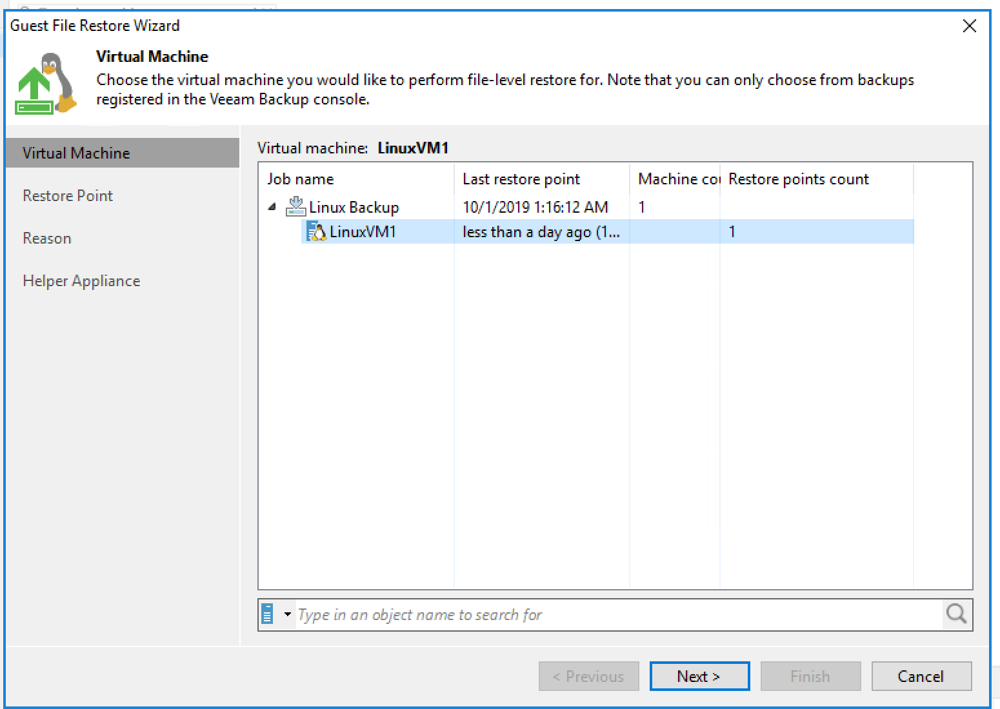 Guest File Restore Wizard
Virtual Machine
Choose the virtual machine you would like to perform file-level restore for. Note that you can only choose from backups
registered in the Veeam Backup console.
Virtual Machine
Restore Point
Reason
Helper Appliance
Virtual machine: LinuxVM1
Job name Last restore point Machine cou Restore points count
Linux Backup 10/1/2019 1:16:12 AM 1
LinuxVM1 less than a day ago (1... 1
Type in an object name to search for
< Previous Next > Finish Cancel